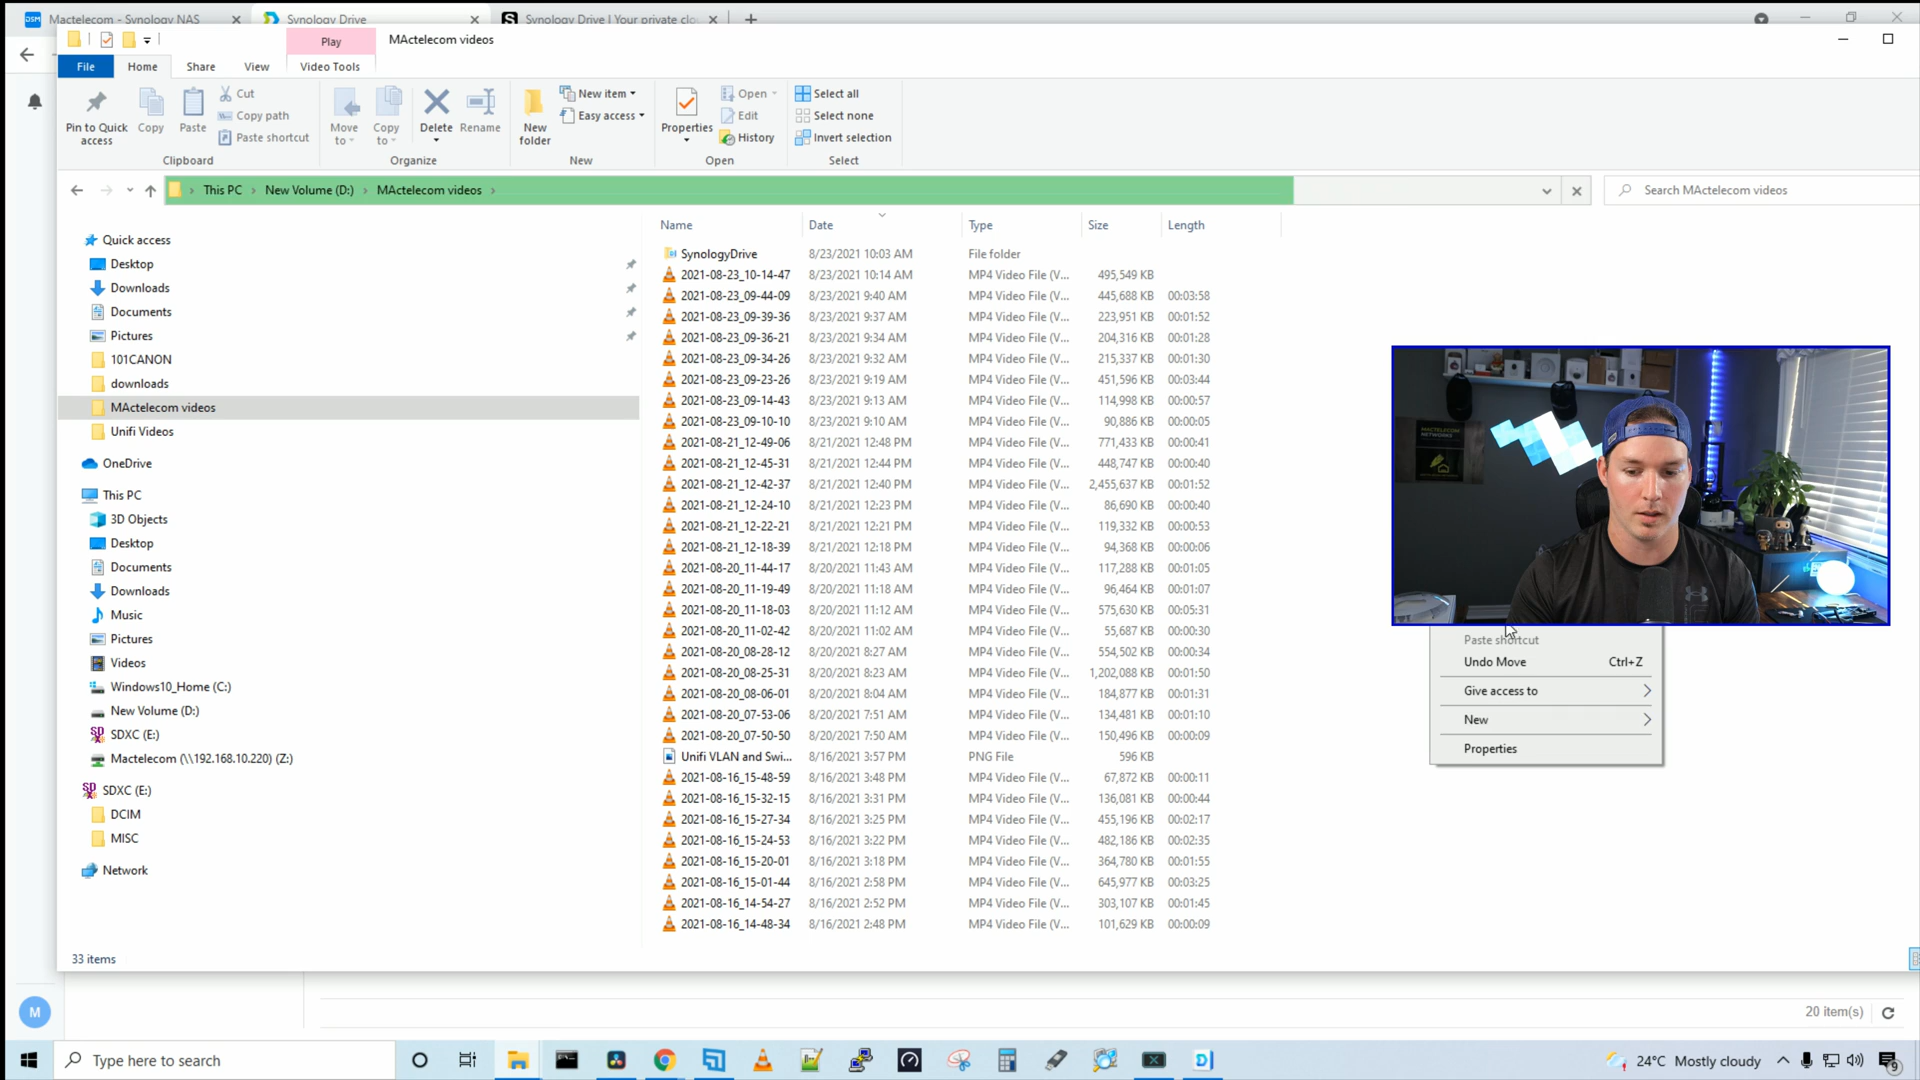 Mactelecom - Synology NAS
Synology Drive
Synology Drive | Your private clo
Play
MActelecom videos
File
Home
Share
View
Video Tools
Pin to Quick access
Copy
Paste
Cut
Copy path
Paste shortcut
Clipboard
Move to
Copy to
Delete
Rename
Organize
New folder
New item
Easy access
New
Properties
Open
Edit
History
Open
Select all
Select none
Invert selection
Select
This PC > New Volume (D:) > MActelecom videos >
Search MActelecom videos
Quick access
Desktop
Downloads
Documents
Pictures
101CANON
downloads
MActelecom videos
Unifi Videos
OneDrive
This PC
3D Objects
Desktop
Documents
Downloads
Music
Pictures
Videos
Windows10_Home (C:)
New Volume (D:)
SDXC (E:)
Mactelecom (\\192.168.10.220) (Z:)
SDXC (E:)
DCIM
MISC
Network
33 items
Name Date Type Size Length
SynologyDrive 8/23/2021 10:03 AM File folder
2021-08-23_10-14-47 8/23/2021 10:14 AM MP4 Video File (V... 495,549 KB
2021-08-23_09-44-09 8/23/2021 9:40 AM MP4 Video File (V... 445,688 KB 00:03:58
2021-08-23_09-39-36 8/23/2021 9:37 AM MP4 Video File (V... 223,951 KB 00:01:52
2021-08-23_09-36-21 8/23/2021 9:34 AM MP4 Video File (V... 204,316 KB 00:01:28
2021-08-23_09-34-26 8/23/2021 9:32 AM MP4 Video File (V... 215,337 KB 00:01:30
2021-08-23_09-23-26 8/23/2021 9:19 AM MP4 Video File (V... 451,596 KB 00:03:44
2021-08-23_09-14-43 8/23/2021 9:13 AM MP4 Video File (V... 114,998 KB 00:00:57
2021-08-23_09-10-10 8/23/2021 9:10 AM MP4 Video File (V... 90,886 KB 00:00:05
2021-08-21_12-49-06 8/21/2021 12:48 PM MP4 Video File (V... 771,433 KB 00:00:41
2021-08-21_12-45-31 8/21/2021 12:44 PM MP4 Video File (V... 448,747 KB 00:00:40
2021-08-21_12-42-37 8/21/2021 12:40 PM MP4 Video File (V... 2,455,637 KB 00:01:52
2021-08-21_12-24-10 8/21/2021 12:23 PM MP4 Video File (V... 86,690 KB 00:00:40
2021-08-21_12-22-21 8/21/2021 12:21 PM MP4 Video File (V... 119,332 KB 00:00:53
2021-08-21_12-18-39 8/21/2021 12:18 PM MP4 Video File (V... 94,368 KB 00:00:06
2021-08-20_11-44-17 8/20/2021 11:43 AM MP4 Video File (V... 117,288 KB 00:01:05
2021-08-20_11-19-49 8/20/2021 11:18 AM MP4 Video File (V... 96,464 KB 00:01:07
2021-08-20_11-18-03 8/20/2021 11:12 AM MP4 Video File (V... 575,630 KB 00:05:31
2021-08-20_11-02-42 8/20/2021 11:02 AM MP4 Video File (V... 55,687 KB 00:00:30
2021-08-20_08-28-12 8/20/2021 8:27 AM MP4 Video File (V... 554,502 KB 00:00:34
2021-08-20_08-25-31 8/20/2021 8:23 AM MP4 Video File (V... 1,202,088 KB 00:01:50
2021-08-20_08-06-01 8/20/2021 8:04 AM MP4 Video File (V... 184,877 KB 00:01:31
2021-08-20_07-53-06 8/20/2021 7:51 AM MP4 Video File (V... 134,481 KB 00:01:10
2021-08-20_07-50-50 8/20/2021 7:50 AM MP4 Video File (V... 150,496 KB 00:00:09
Unifi VLAN and Swi... 8/16/2021 3:57 PM PNG File 596 KB
2021-08-16_15-48-59 8/16/2021 3:48 PM MP4 Video File (V... 67,872 KB 00:00:11
2021-08-16_15-32-15 8/16/2021 3:31 PM MP4 Video File (V... 136,081 KB 00:00:44
2021-08-16_15-27-34 8/16/2021 3:25 PM MP4 Video File (V... 455,196 KB 00:02:17
2021-08-16_15-24-53 8/16/2021 3:22 PM MP4 Video File (V... 482,186 KB 00:02:35
2021-08-16_15-20-01 8/16/2021 3:18 PM MP4 Video File (V... 364,780 KB 00:01:55
2021-08-16_15-01-44 8/16/2021 2:58 PM MP4 Video File (V... 645,977 KB 00:03:25
2021-08-16_14-54-27 8/16/2021 2:52 PM MP4 Video File (V... 303,107 KB 00:01:45
2021-08-16_14-48-34 8/16/2021 2:48 PM MP4 Video File (V... 101,629 KB 00:00:09
MACTELECOM
NETWORKS
Paste shortcut
Undo Move Ctrl+Z
Give access to
New
Properties
M
20 item(s)
Type here to search
24°C Mostly cloudy
9